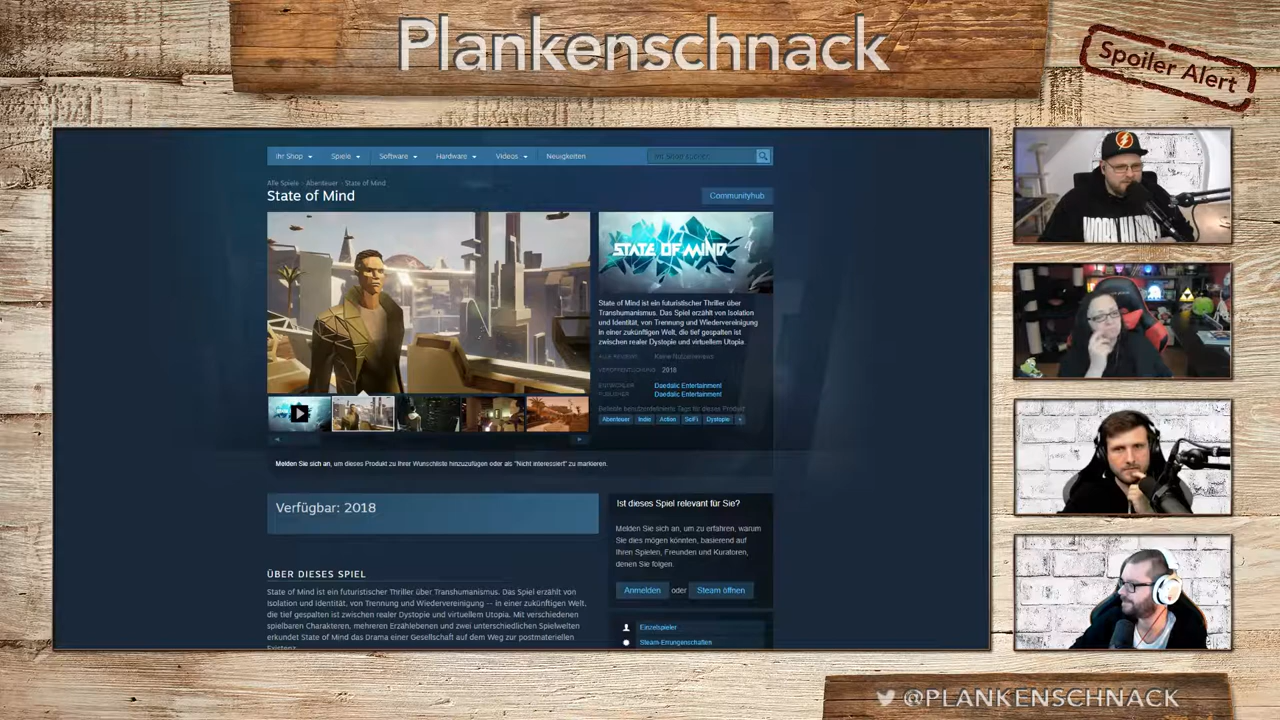 Plankenschnack
Spoiler Alert
Ihr Shop Spiele Software Hardware Videos Neuigkeiten
Alle Spiele > Abenteuer > State of Mind
State of Mind
Communityhub
STATE OF MIND
State of Mind ist ein futuristischer Thriller über
Transhumanismus. Das Spiel erzählt von Isolation
und Identität, von Trennung und Wiedervereinigung
in einer zukünftigen Welt, die tief gespalten ist
zwischen realer Dystopie und virtuellem Utopia.
Keine Nutzerreviews
VERÖFFENTLICHUNG: 2018
ENTWICKLER: Daedalic Entertainment
PUBLISHER: Daedalic Entertainment
Beliebte benutzerdefinierte Tags für dieses Produkt:
Abenteuer Indie Action SciFi Dystopie +
Melden Sie sich an, um dieses Produkt zu Ihrer Wunschliste hinzuzufügen oder als "Nicht interessiert" zu markieren.
Verfügbar: 2018
Ist dieses Spiel relevant für Sie?
Melden Sie sich an, um zu erfahren, warum
Sie dies mögen könnten, basierend auf
Ihren Spielen, Freunden und Kuratoren,
denen Sie folgen.
Anmelden oder Steam öffnen
ÜBER DIESES SPIEL
State of Mind ist ein futuristischer Thriller über Transhumanismus. Das Spiel erzählt von
Isolation und Identität, von Trennung und Wiedervereinigung -- in einer zukünftigen Welt,
die tief gespalten ist zwischen realer Dystopie und virtuellem Utopia. Mit verschiedenen
spielbaren Charakteren, mehreren Erzählebenen und zwei unterschiedlichen Spielwelten
erkundet State of Mind das Drama einer Gesellschaft auf dem Weg zur postmateriellen
Existenz.
Einzelspieler
Steam-Errungenschaften
@PLANKENSCHNACK